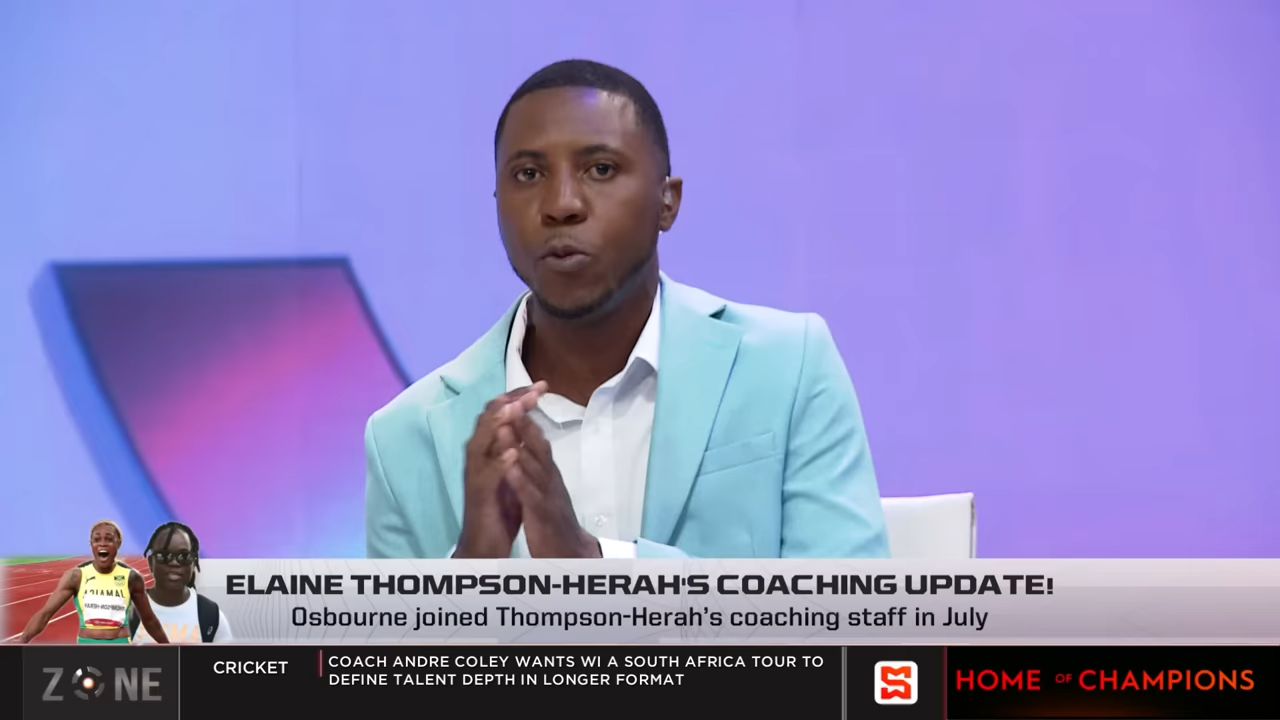 ELAINE THOMPSON-HERAH'S COACHING UPDATE!
Osbourne joined Thompson-Herah's coaching staff in July
ZONE
CRICKET
COACH ANDRE COLEY WANTS WI A SOUTH AFRICA TOUR TO
DEFINE TALENT DEPTH IN LONGER FORMAT
HOME OF CHAMPIONS